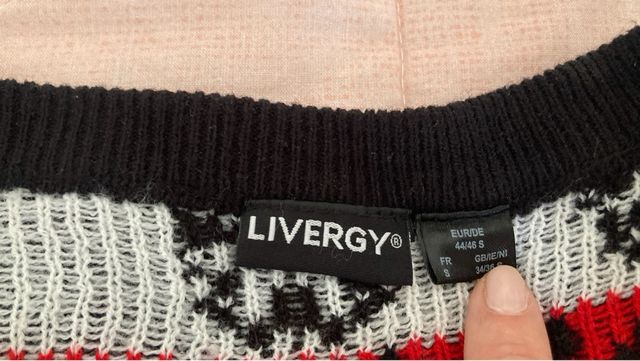 LIVERGY®
EUR/DE
44/46 S
FR GB/IE/NI
S 34/36 S